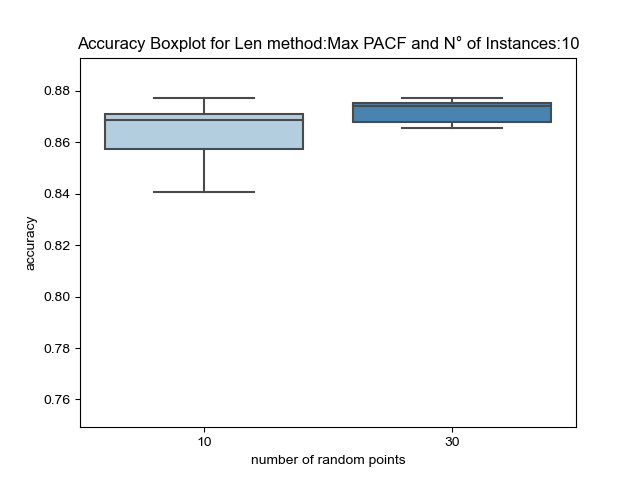 Accuracy Boxplot for Len method:Max PACF and N° of Instances:10
0.88
0.86
0.84
0.82
0.80
0.78
0.76
accuracy
10 30
number of random points